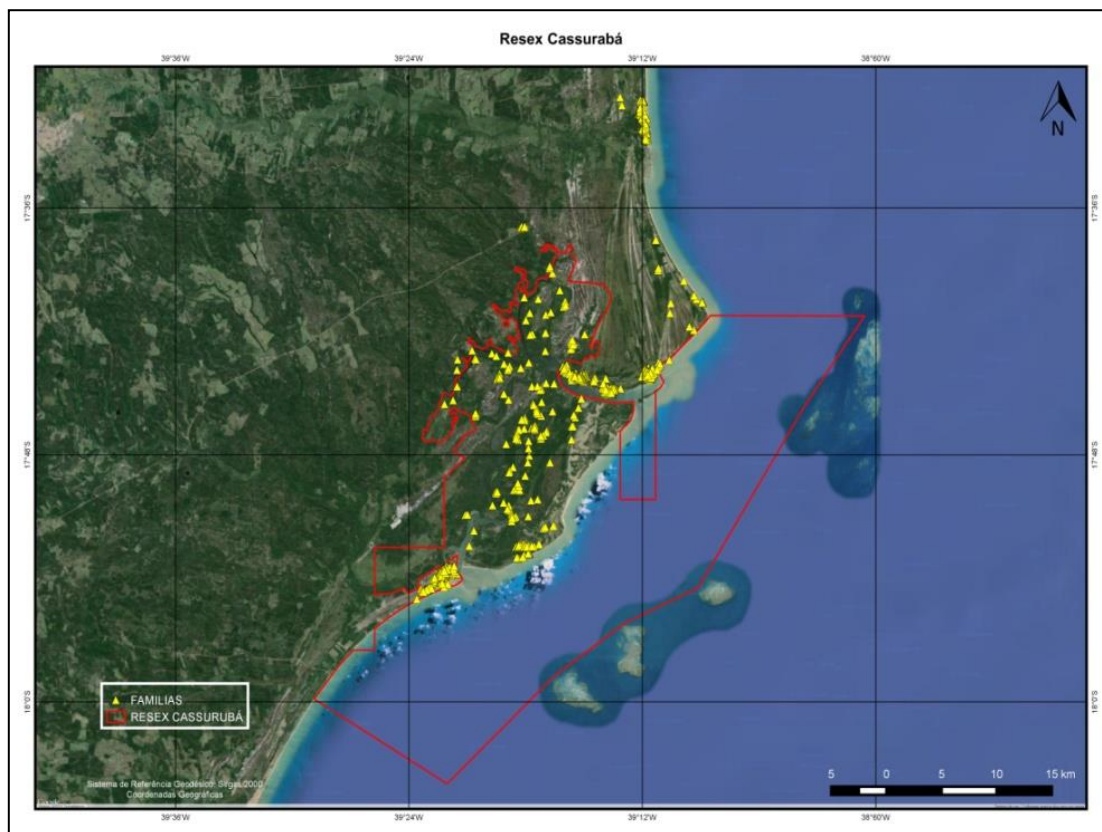 Resex Cassurabá
39°36'W 39°24'W 39°12'W 38°60'W
N
17°36'S 17°36'S
17°48'S 17°48'S
18°0'S 18°0'S
FAMILIAS
RESEX CASSURUBÁ
Sistema de Referência Geodésico: Sirgas 2000
Coordenadas Geográficas
5 0 5 10 15 km
39°36'W 39°24'W 39°12'W 38°60'W